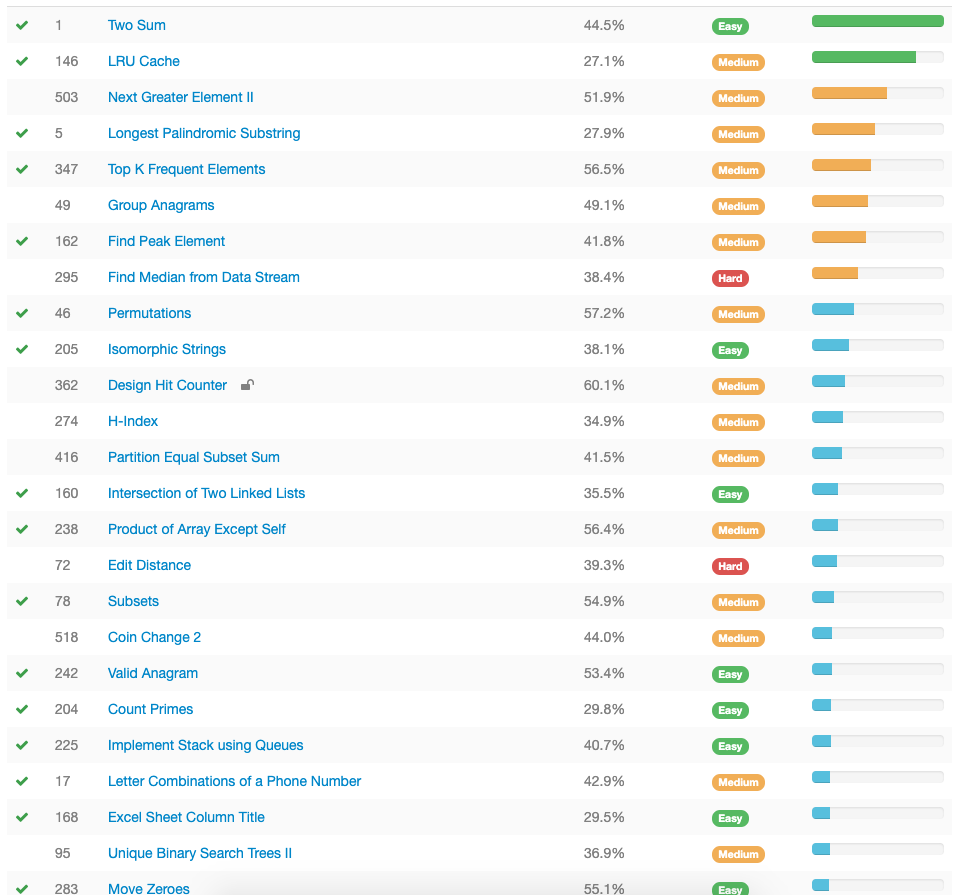 1 Two Sum 44.5% Easy
146 LRU Cache 27.1% Medium
503 Next Greater Element II 51.9% Medium
5 Longest Palindromic Substring 27.9% Medium
347 Top K Frequent Elements 56.5% Medium
49 Group Anagrams 49.1% Medium
162 Find Peak Element 41.8% Medium
295 Find Median from Data Stream 38.4% Hard
46 Permutations 57.2% Medium
205 Isomorphic Strings 38.1% Easy
362 Design Hit Counter 60.1% Medium
274 H-Index 34.9% Medium
416 Partition Equal Subset Sum 41.5% Medium
160 Intersection of Two Linked Lists 35.5% Easy
238 Product of Array Except Self 56.4% Medium
72 Edit Distance 39.3% Hard
78 Subsets 54.9% Medium
518 Coin Change 2 44.0% Medium
242 Valid Anagram 53.4% Easy
204 Count Primes 29.8% Easy
225 Implement Stack using Queues 40.7% Easy
17 Letter Combinations of a Phone Number 42.9% Medium
168 Excel Sheet Column Title 29.5% Easy
95 Unique Binary Search Trees II 36.9% Medium
283 Move Zeroes 55.1% Easy